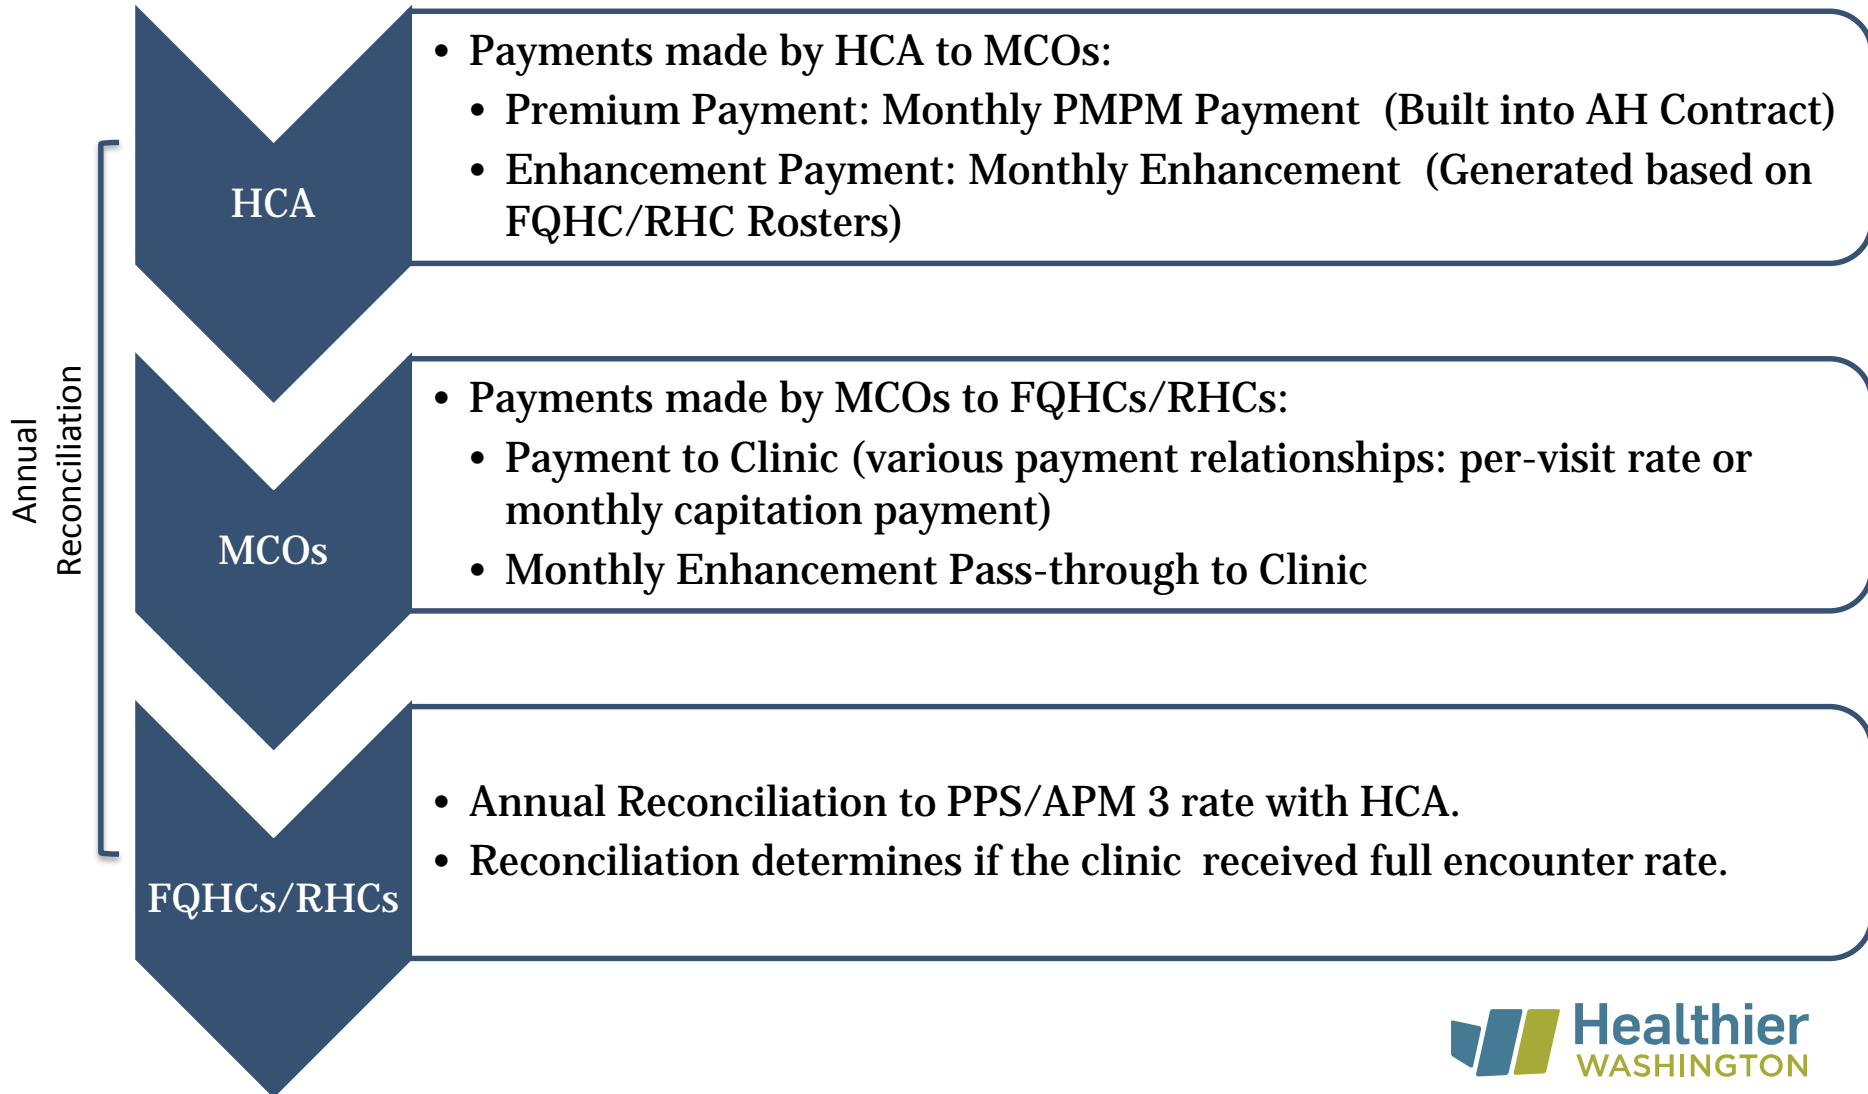 • Payments made by HCA to MCOs:
• Premium Payment: Monthly PMPM Payment (Built into AH Contract)
• Enhancement Payment: Monthly Enhancement (Generated based on
FQHC/RHC Rosters)
HCA
Annual
Reconciliation
• Payments made by MCOs to FQHCs/RHCs:
• Payment to Clinic (various payment relationships: per-visit rate or
monthly capitation payment)
• Monthly Enhancement Pass-through to Clinic
MCOs
• Annual Reconciliation to PPS/APM 3 rate with HCA.
• Reconciliation determines if the clinic received full encounter rate.
FQHCs/RHCs
Healthier
WASHINGTON